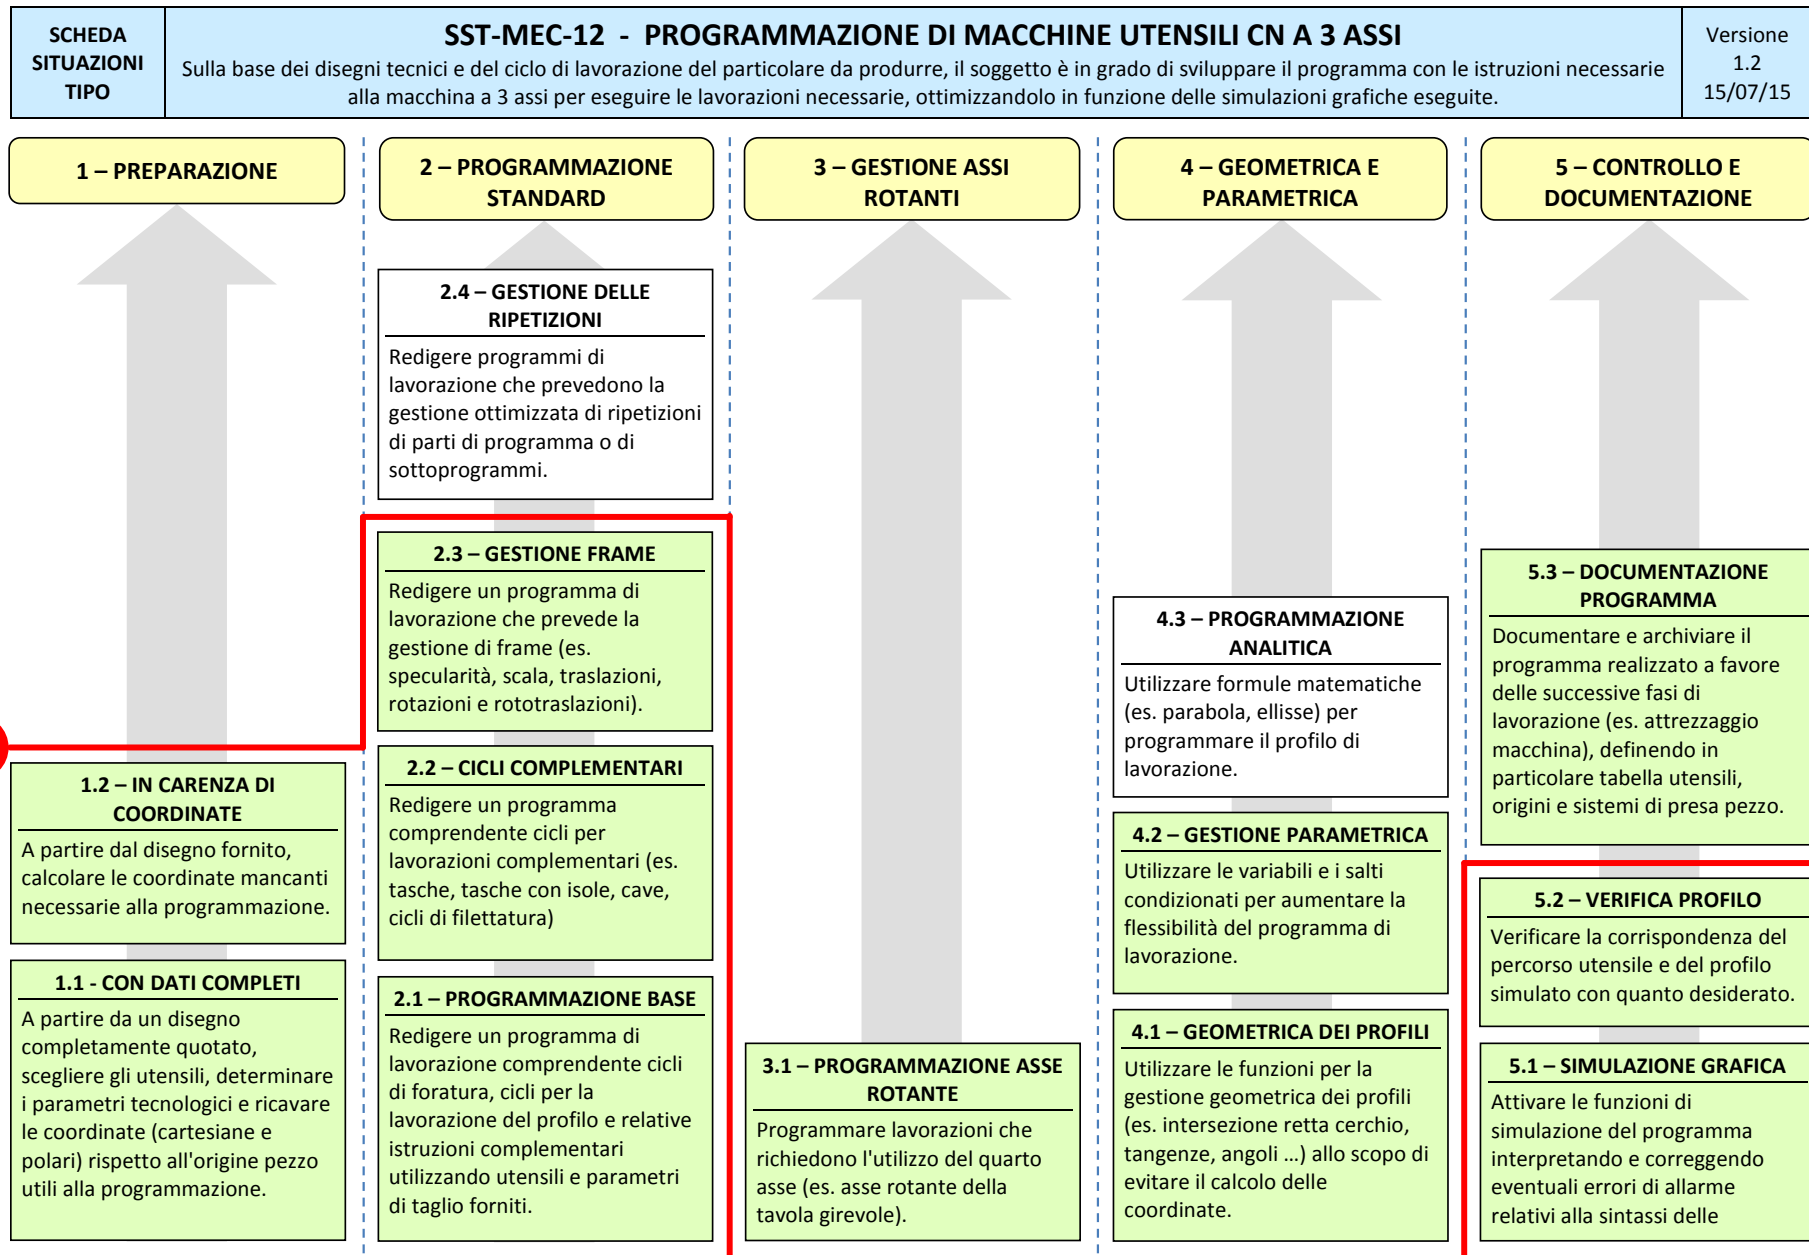 SCHEDA
SITUAZIONI
TIPO
SST-MEC-12 - PROGRAMMAZIONE DI MACCHINE UTENSILI CN A 3 ASSI
Sulla base dei disegni tecnici e del ciclo di lavorazione del particolare da produrre, il soggetto è in grado di sviluppare il programma con le istruzioni necessarie
alla macchina a 3 assi per eseguire le lavorazioni necessarie, ottimizzandolo in funzione delle simulazioni grafiche eseguite.
Versione
1.2
15/07/15
1 – PREPARAZIONE
1.2 – IN CARENZA DI
COORDINATE
A partire dal disegno fornito,
calcolare le coordinate mancanti
necessarie alla programmazione.
1.1 - CON DATI COMPLETI
A partire da un disegno
completamente quotato,
scegliere gli utensili, determinare
i parametri tecnologici e ricavare
le coordinate (cartesiane e
polari) rispetto all'origine pezzo
utili alla programmazione.
2 – PROGRAMMAZIONE
STANDARD
2.4 – GESTIONE DELLE
RIPETIZIONI
Redigere programmi di
lavorazione che prevedono la
gestione ottimizzata di ripetizioni
di parti di programma o di
sottoprogrammi.
2.3 – GESTIONE FRAME
Redigere un programma di
lavorazione che prevede la
gestione di frame (es.
specularità, scala, traslazioni,
rotazioni e rototraslazioni).
2.2 – CICLI COMPLEMENTARI
Redigere un programma
comprendente cicli per
lavorazioni complementari (es.
tasche, tasche con isole, cave,
cicli di filettatura)
2.1 – PROGRAMMAZIONE BASE
Redigere un programma di
lavorazione comprendente cicli
di foratura, cicli per la
lavorazione del profilo e relative
istruzioni complementari
utilizzando utensili e parametri
di taglio forniti.
3 – GESTIONE ASSI
ROTANTI
3.1 – PROGRAMMAZIONE ASSE
ROTANTE
Programmare lavorazioni che
richiedono l'utilizzo del quarto
asse (es. asse rotante della
tavola girevole).
4 – GEOMETRICA E
PARAMETRICA
4.3 – PROGRAMMAZIONE
ANALITICA
Utilizzare formule matematiche
(es. parabola, ellisse) per
programmare il profilo di
lavorazione.
4.2 – GESTIONE PARAMETRICA
Utilizzare le variabili e i salti
condizionati per aumentare la
flessibilità del programma di
lavorazione.
4.1 – GEOMETRICA DEI PROFILI
Utilizzare le funzioni per la
gestione geometrica dei profili
(es. intersezione retta cerchio,
tangenze, angoli …) allo scopo di
evitare il calcolo delle
coordinate.
5 – CONTROLLO E
DOCUMENTAZIONE
5.3 – DOCUMENTAZIONE
PROGRAMMA
Documentare e archiviare il
programma realizzato a favore
delle successive fasi di
lavorazione (es. attrezzaggio
macchina), definendo in
particolare tabella utensili,
origini e sistemi di presa pezzo.
5.2 – VERIFICA PROFILO
Verificare la corrispondenza del
percorso utensile e del profilo
simulato con quanto desiderato.
5.1 – SIMULAZIONE GRAFICA
Attivare le funzioni di
simulazione del programma
interpretando e correggendo
eventuali errori di allarme
relativi alla sintassi delle